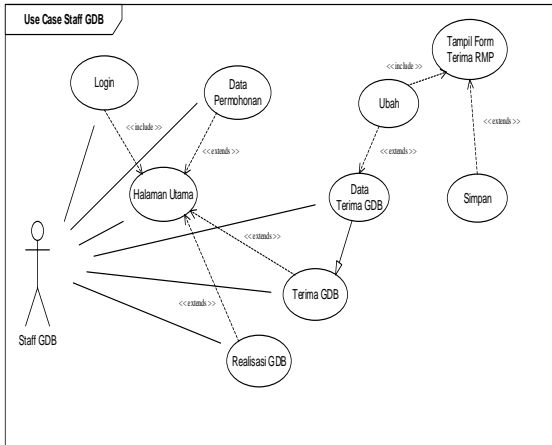 Use Case Staff GDB
Login
Data
Permohonan
Tampil Form
Terima RMP
<< include >>
Ubah
<< include >>
<< extends >>
<< extends >>
<< extends >>
Halaman Utama
Data
Terima GDB
Simpan
<< extends >>
Terima GDB
<< extends >>
Staff GDB
Realisasi GDB